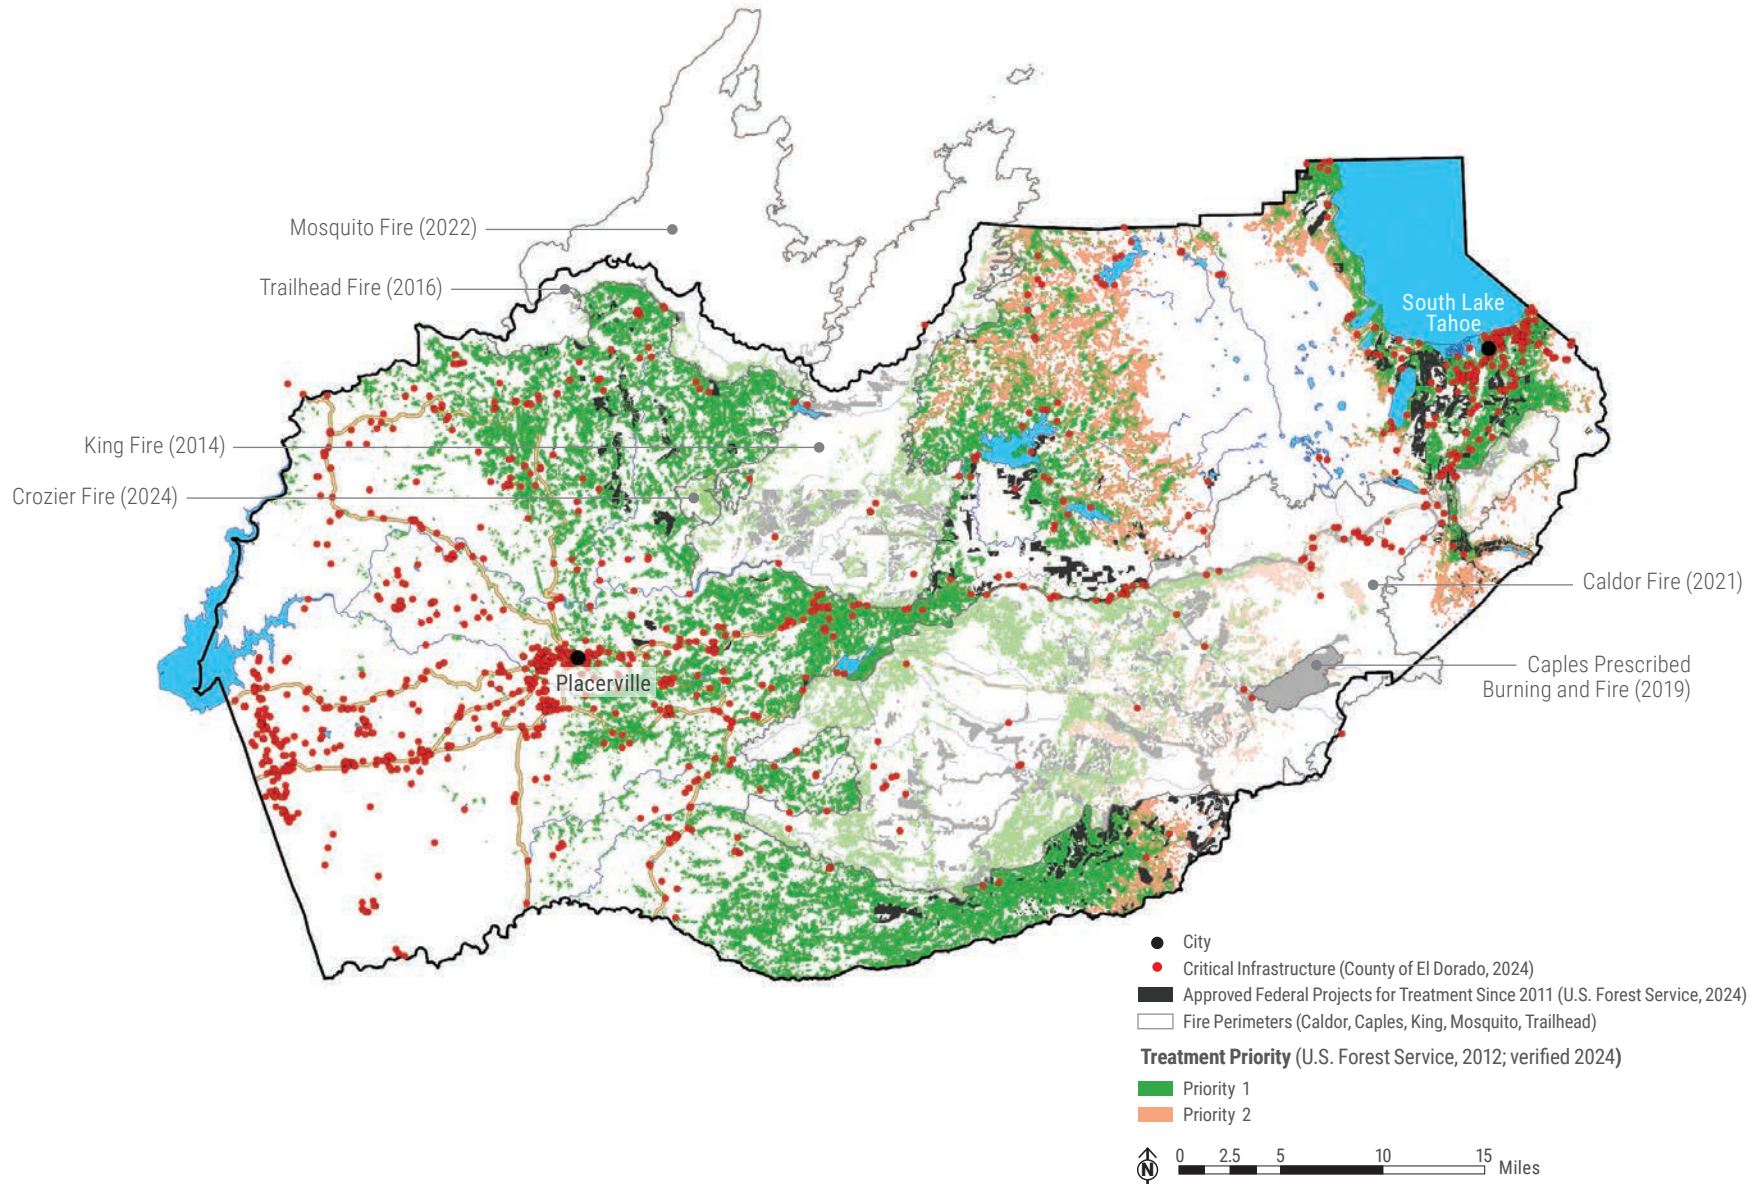 Mosquito Fire (2022)
Trailhead Fire (2016)
South Lake
Tahoe
King Fire (2014)
Crozier Fire (2024)
Caldor Fire (2021)
Caples Prescribed
Burning and Fire (2019)
Placerville
City
Critical Infrastructure (County of El Dorado, 2024)
Approved Federal Projects for Treatment Since 2011 (U.S. Forest Service, 2024)
Fire Perimeters (Caldor, Caples, King, Mosquito, Trailhead)
Treatment Priority (U.S. Forest Service, 2012; verified 2024)
Priority 1
Priority 2
N
0 2.5 5 10 15 Miles